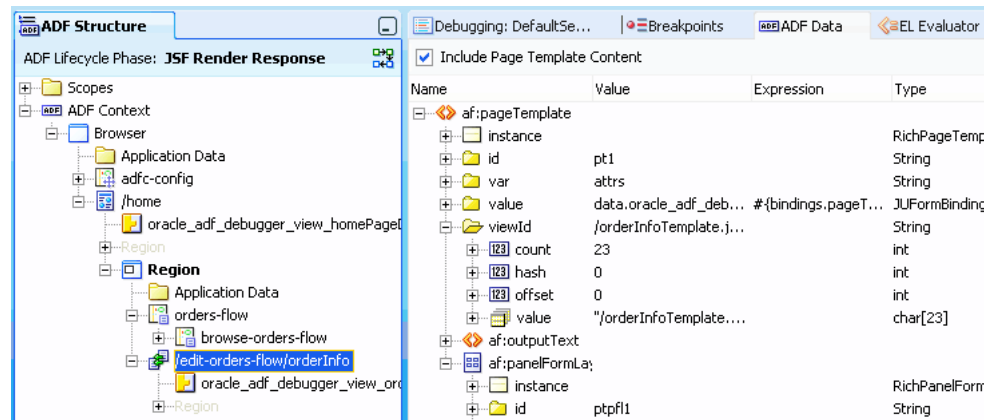 ADF Structure
ADF Lifecycle Phase: JSF Render Response
Scopes
ADF Context
Browser
Application Data
adfc-config
/home
oracle_adf_debugger_view_homePageD
Region
Region
Application Data
orders-flow
browse-orders-flow
/edit-orders-flow/orderInfo
oracle_adf_debugger_view_ord
Region
Debugging: DefaultSe... Breakpoints ADF Data EL Evaluator
Include Page Template Content
Name Value Expression Type
af:pageTemplate
instance RichPageTemp
id pt1 String
var attrs String
value data.oracle_adf_deb... #{bindings.pageT... JUFormBinding
viewId /orderInfoTemplate.j... String
count 23 int
hash 0 int
offset 0 int
value "/orderInfoTemplate.... char[23]
af:outputText
af:panelFormLay
instance RichPanelForm
id ptpfl1 String